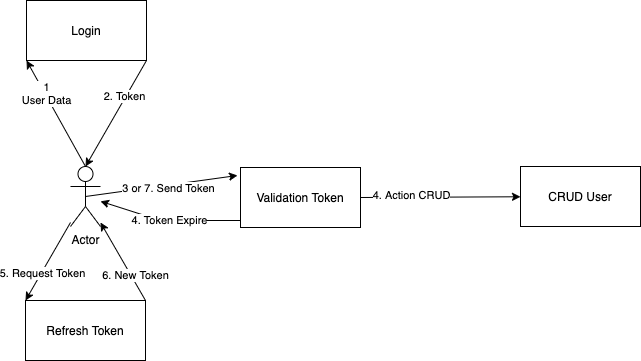 Login
1
User Data
2. Token
3 or 7. Send Token
Validation Token
4. Action CRUD
CRUD User
4. Token Expire
Actor
5. Request Token
6. New Token
Refresh Token